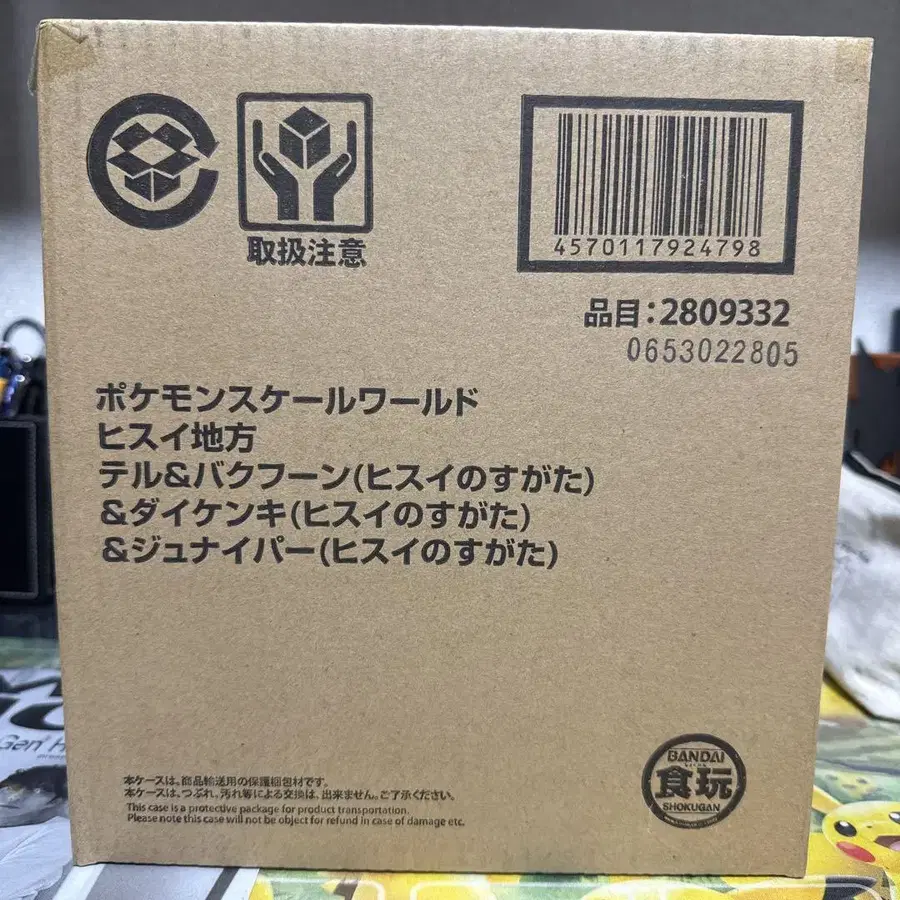 取扱注意
4570117924798
品目：2809332
0653022805
ポケモンスケールワールド
ヒスイ地方
テル&バクフーン(ヒスイのすがた)
&ダイケンキ(ヒスイのすがた)
&ジュナイパー(ヒスイのすがた)
本ケースは、商品輸送用の保護梱包材です。
本ケースは、つぶれ、汚れ等による交換は、出来ません。ご了承ください。
This case is a protective package for product transportation.
Please note this case will not be object for refund in case of damage etc.
BANDAI
食玩
SHOKUGAN
Gen